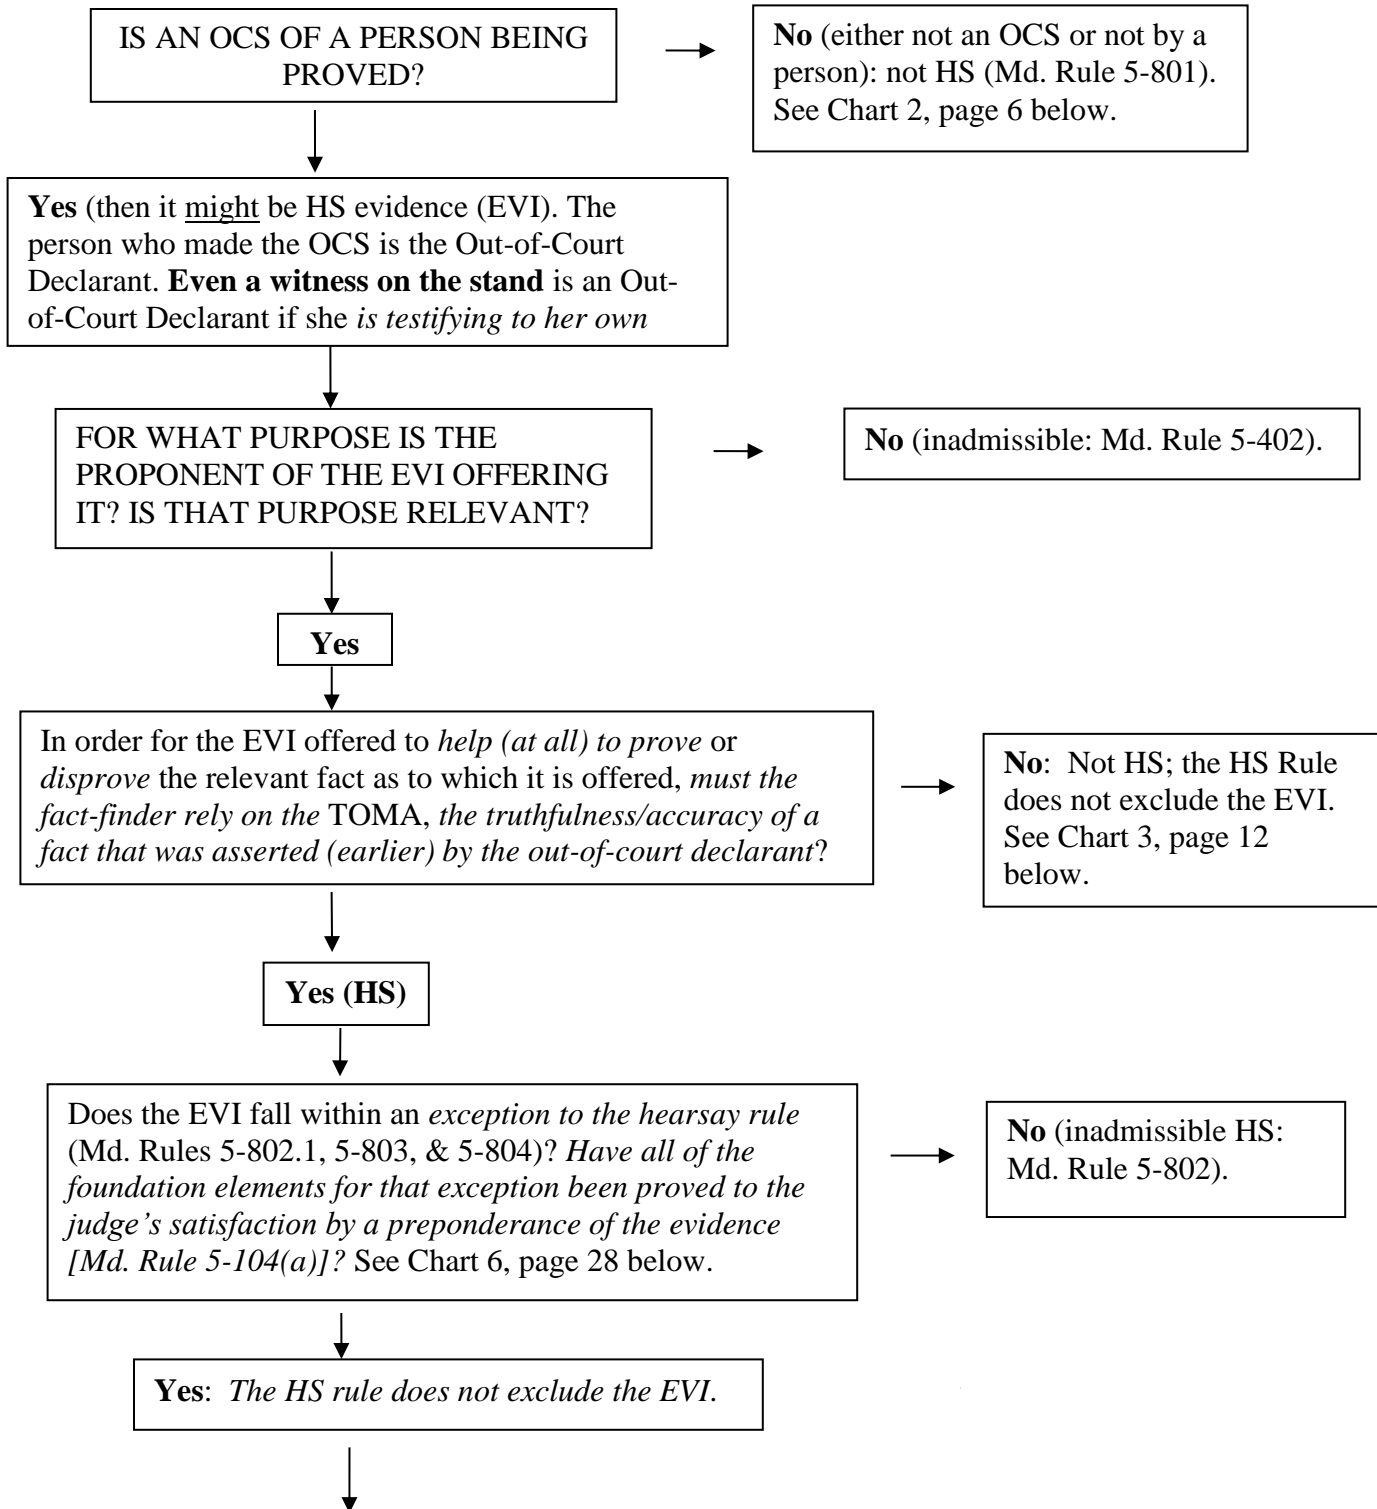 IS AN OCS OF A PERSON BEING
PROVED?
No (either not an OCS or not by a
person): not HS (Md. Rule 5-801).
See Chart 2, page 6 below.
Yes (then it might be HS evidence (EVI). The
person who made the OCS is the Out-of-Court
Declarant. Even a witness on the stand is an Out-
of-Court Declarant if she is testifying to her own
FOR WHAT PURPOSE IS THE
PROPONENT OF THE EVI OFFERING
IT? IS THAT PURPOSE RELEVANT?
No (inadmissible: Md. Rule 5-402).
Yes
In order for the EVI offered to help (at all) to prove or
disprove the relevant fact as to which it is offered, must the
fact-finder rely on the TOMA, the truthfulness/accuracy of a
fact that was asserted (earlier) by the out-of-court declarant?
No: Not HS; the HS Rule
does not exclude the EVI.
See Chart 3, page 12
below.
Yes (HS)
Does the EVI fall within an exception to the hearsay rule
(Md. Rules 5-802.1, 5-803, & 5-804)? Have all of the
foundation elements for that exception been proved to the
judge's satisfaction by a preponderance of the evidence
[Md. Rule 5-104(a)]? See Chart 6, page 28 below.
No (inadmissible HS:
Md. Rule 5-802).
Yes: The HS rule does not exclude the EVI.